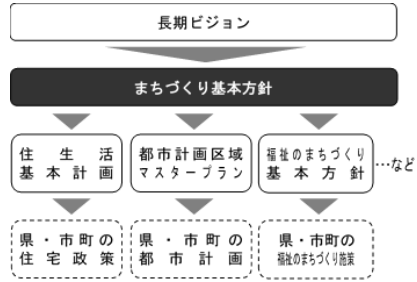 長期ビジョン
まちづくり基本方針
住生活
基本計画
都市計画区域
マスタープラン
福祉のまちづくり
基本方針
…など
県・市町の
住宅政策
県・市町の
都市計画
県・市町の
福祉のまちづくり施策